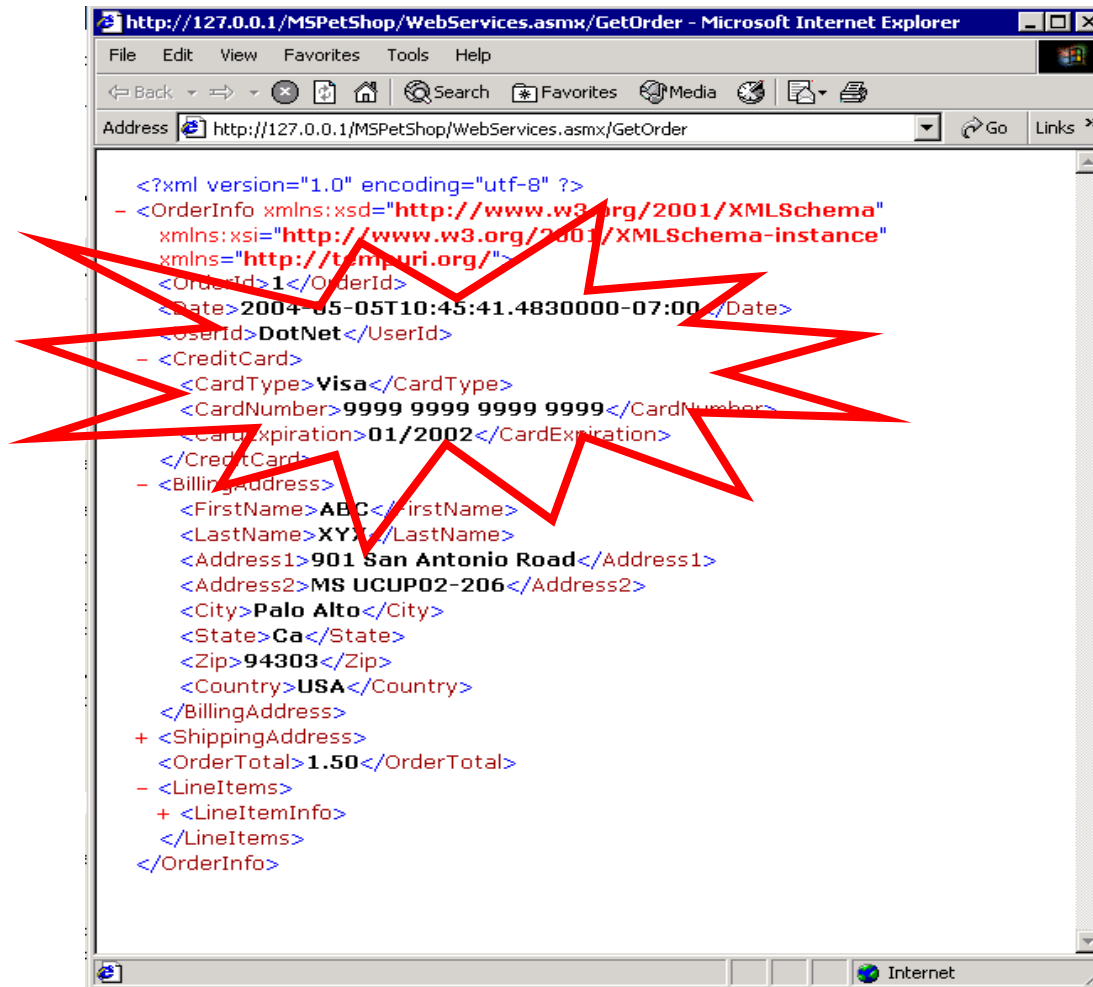 http://127.0.0.1/MSPetShop/WebServices.asmx/GetOrder - Microsoft Internet Explorer
File Edit View Favorites Tools Help
Back Search Favorites Media
Address http://127.0.0.1/MSPetShop/WebServices.asmx/GetOrder Go Links »
<?xml version="1.0" encoding="utf-8" ?>
- <OrderInfo xmlns:xsd="http://www.w3.org/2001/XMLSchema"
xmlns:xsi="http://www.w3.org/2001/XMLSchema-instance"
xmlns="http://tempuri.org/">
<OrderId>1</OrderId>
<Date>2004-05-05T10:45:41.4830000-07:00</Date>
<UserId>DotNet</UserId>
- <CreditCard>
<CardType>Visa</CardType>
<CardNumber>9999 9999 9999 9999</CardNumber>
<CardExpiration>01/2002</CardExpiration>
</CreditCard>
- <BillingAddress>
<FirstName>ABC</FirstName>
<LastName>XYX</LastName>
<Address1>901 San Antonio Road</Address1>
<Address2>MS UCUP02-206</Address2>
<City>Palo Alto</City>
<State>Ca</State>
<Zip>94303</Zip>
<Country>USA</Country>
</BillingAddress>
+ <ShippingAddress>
<OrderTotal>1.50</OrderTotal>
- <LineItems>
+ <LineItemInfo>
</LineItems>
</OrderInfo>
Internet